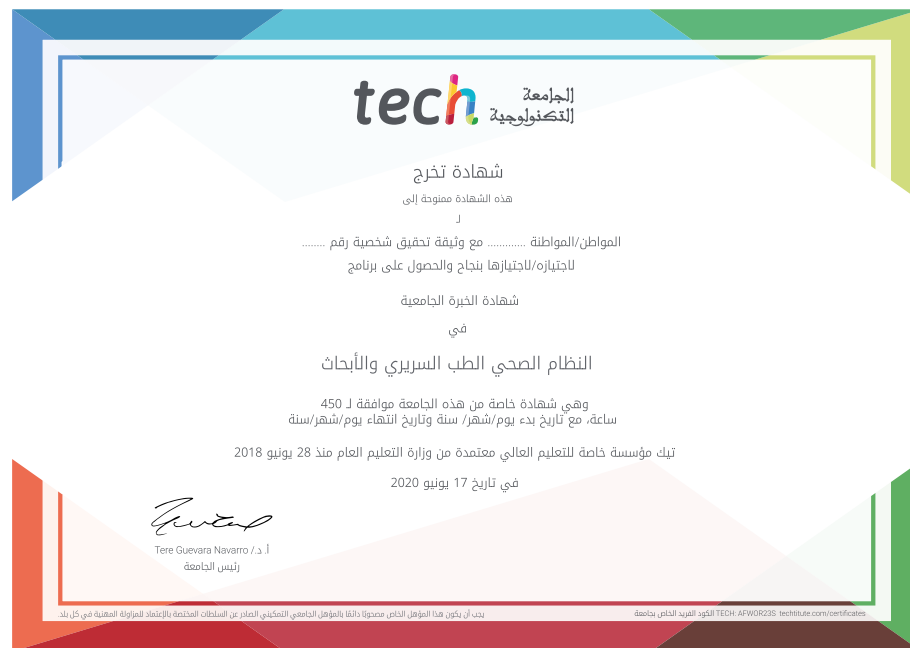 tech الجامعة
التكنولوجية
شهادة تخرج
هذه الشهادة ممنوحة إلى
لـ
المواطن/المواطنة ............. مع وثيقة تحقيق شخصية رقم ........
لاجتيازه/لاجتيازها بنجاح والحصول على برنامج
شهادة الخبرة الجامعية
في
النظام الصحي الطب السريري والأبحاث
وهي شهادة خاصة من هذه الجامعة موافقة لـ 450
ساعة، مع تاريخ بدء يوم/شهر/ سنة وتاريخ انتهاء يوم/شهر/سنة
تيك مؤسسة خاصة للتعليم العالي معتمدة من وزارة التعليم العام منذ 28 يونيو 2018
في تاريخ 17 يونيو 2020
أ. د./ Tere Guevara Navarro
رئيس الجامعة
يجب أن يكون هذا المؤهل الخاص مصحوبًا دائمًا بالمؤهل الجامعي التمكيني الصادر عن السلطات المختصة بالاعتماد للمزاولة المهنية في كل بلد.
الكود الفريد الخاص بجامعة TECH: AFWOR23S techtitute.com/certificates